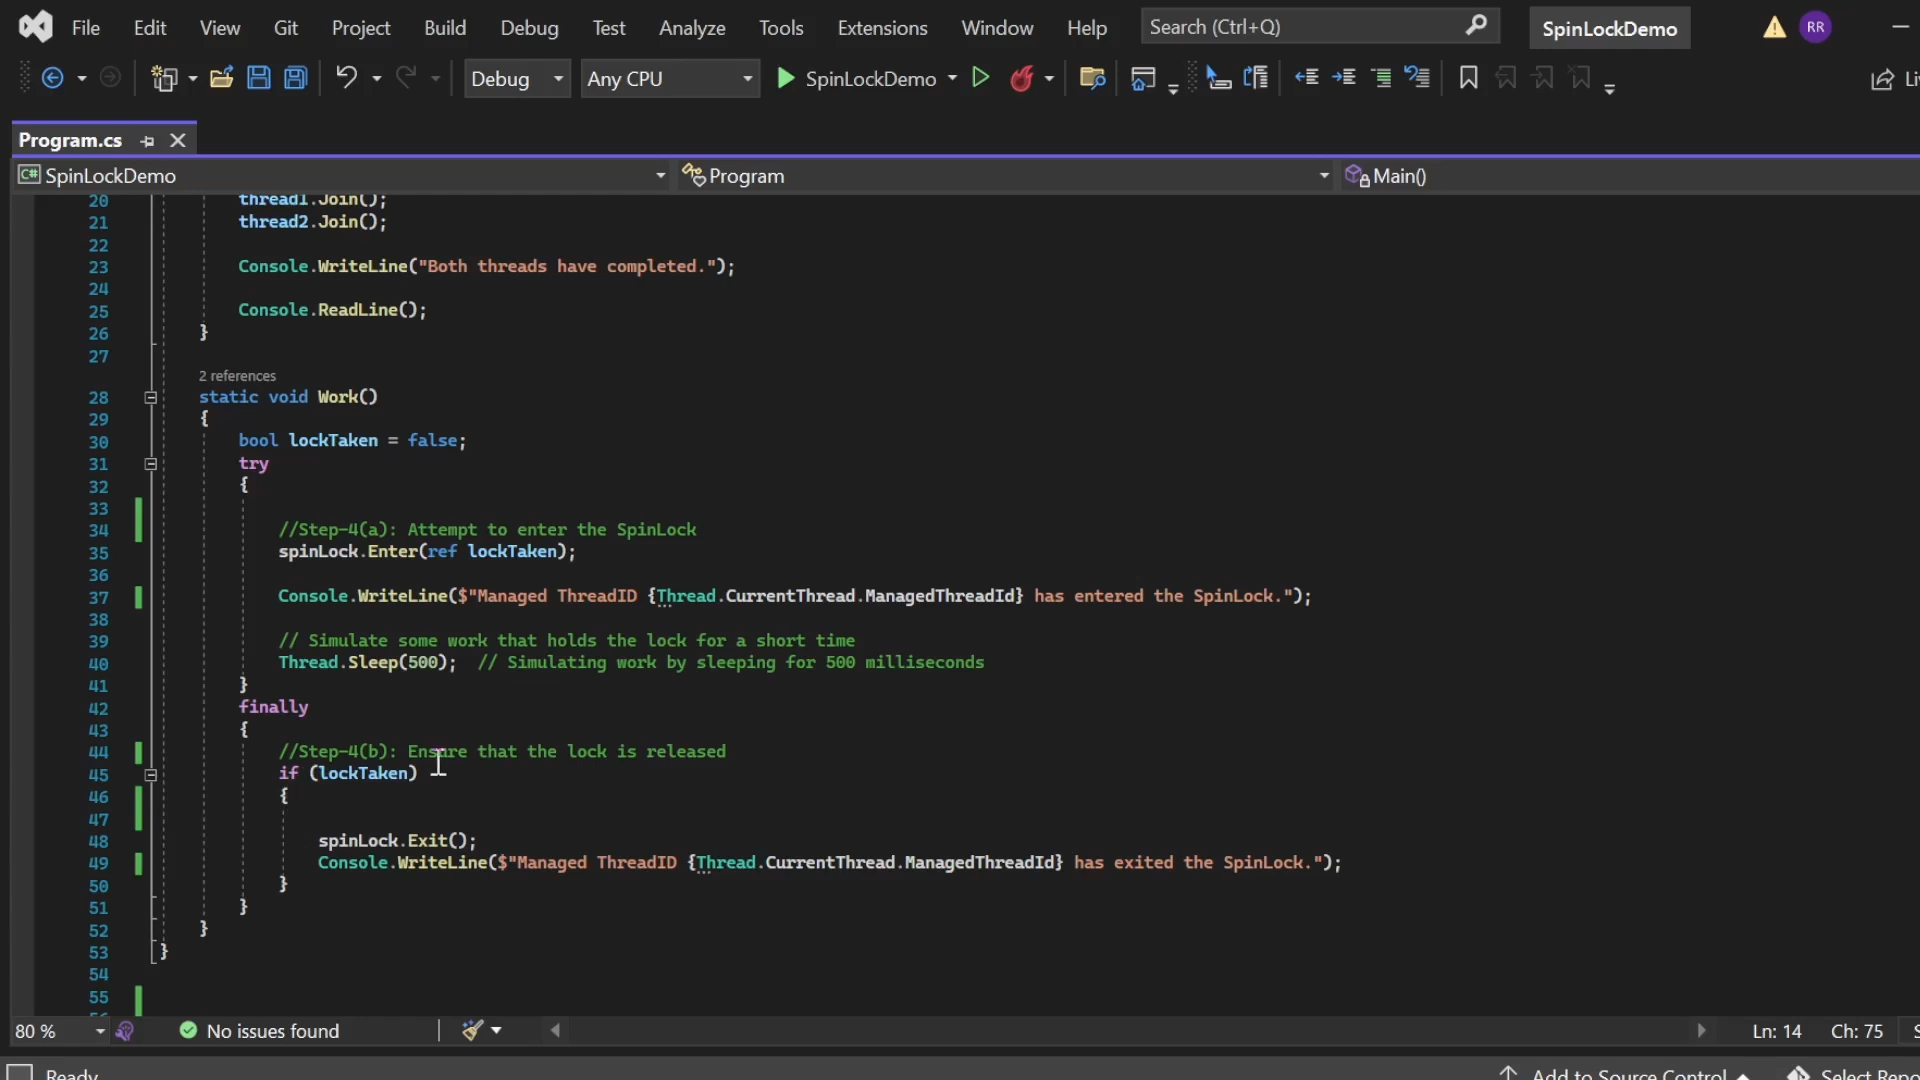 File Edit View Git Project Build Debug Test Analyze Tools Extensions Window Help Search (Ctrl+Q) SpinLockDemo RR
Debug Any CPU SpinLockDemo
Program.cs
C# SpinLockDemo Program Main()
20 thread1.Join();
21 thread2.Join();
22
23 Console.WriteLine("Both threads have completed.");
24
25 Console.ReadLine();
26 }
27
2 references
28 static void Work()
29 {
30 bool lockTaken = false;
31 try
32 {
33
34 //Step-4(a): Attempt to enter the SpinLock
35 spinLock.Enter(ref lockTaken);
36
37 Console.WriteLine($"Managed ThreadID {Thread.CurrentThread.ManagedThreadId} has entered the SpinLock.");
38
39 // Simulate some work that holds the lock for a short time
40 Thread.Sleep(500); // Simulating work by sleeping for 500 milliseconds
41 }
42 finally
43 {
44 //Step-4(b): Ensure that the lock is released
45 if (lockTaken)
46 {
47
48 spinLock.Exit();
49 Console.WriteLine($"Managed ThreadID {Thread.CurrentThread.ManagedThreadId} has exited the SpinLock.");
50 }
51 }
52 }
53 }
54
55
80 % No issues found Ln: 14 Ch: 75
Ready Add to Source Control Select Repo